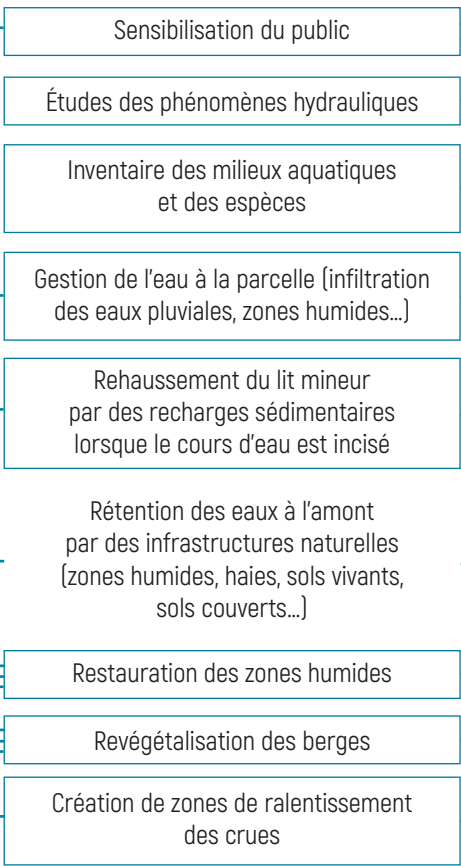 Sensibilisation du public
Études des phénomènes hydrauliques
Inventaire des milieux aquatiques
et des espèces
Gestion de l'eau à la parcelle (infiltration
des eaux pluviales, zones humides...)
Rehaussement du lit mineur
par des recharges sédimentaires
lorsque le cours d'eau est incisé
Rétention des eaux à l'amont
par des infrastructures naturelles
(zones humides, haies, sols vivants,
sols couverts...)
Restauration des zones humides
Revégétalisation des berges
Création de zones de ralentissement
des crues